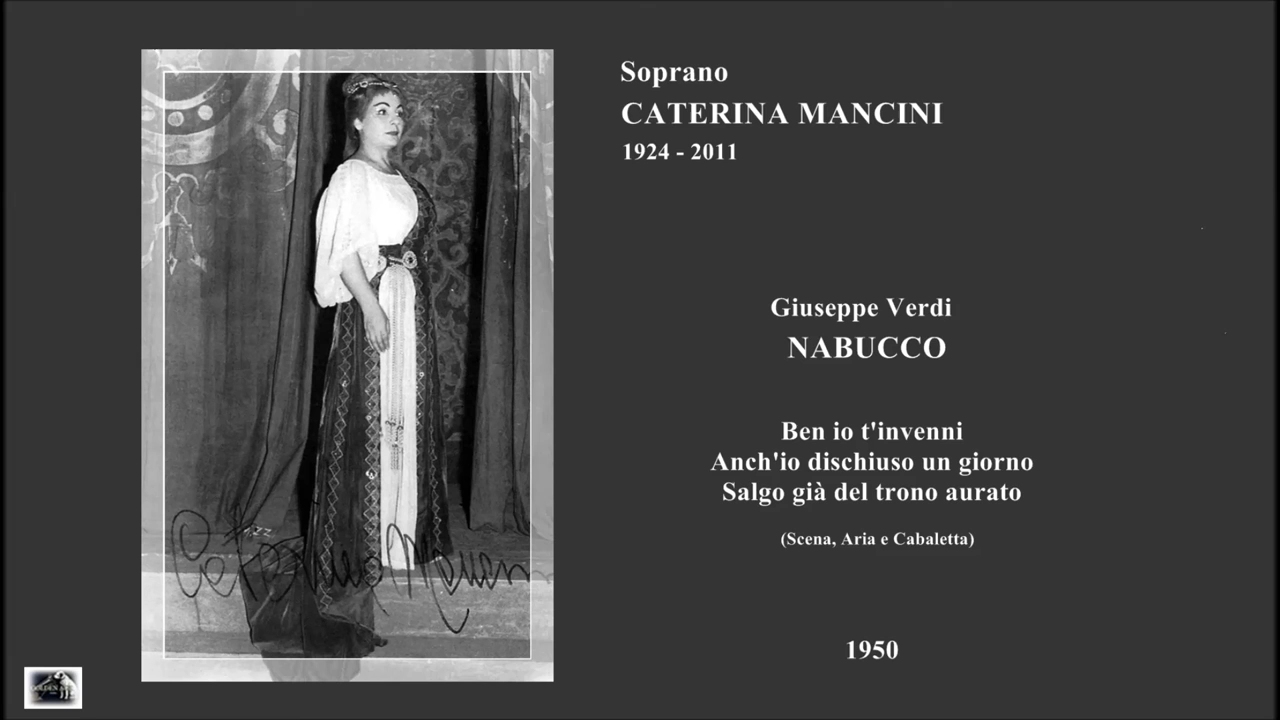 Soprano
CATERINA MANCINI
1924 - 2011
Giuseppe Verdi
NABUCCO
Ben io t'invenni
Anch'io dischiuso un giorno
Salgo già del trono aurato
(Scena, Aria e Cabaletta)
1950